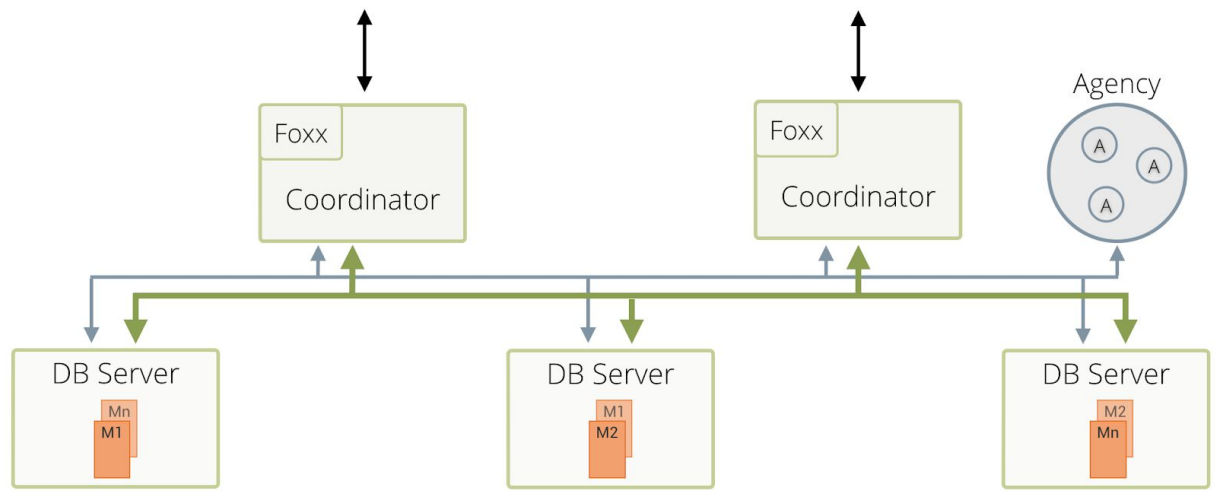 Agency
Foxx
Coordinator
Foxx
Coordinator
A
A
A
DB Server
Mn
M1
DB Server
M1
M2
DB Server
M2
Mn